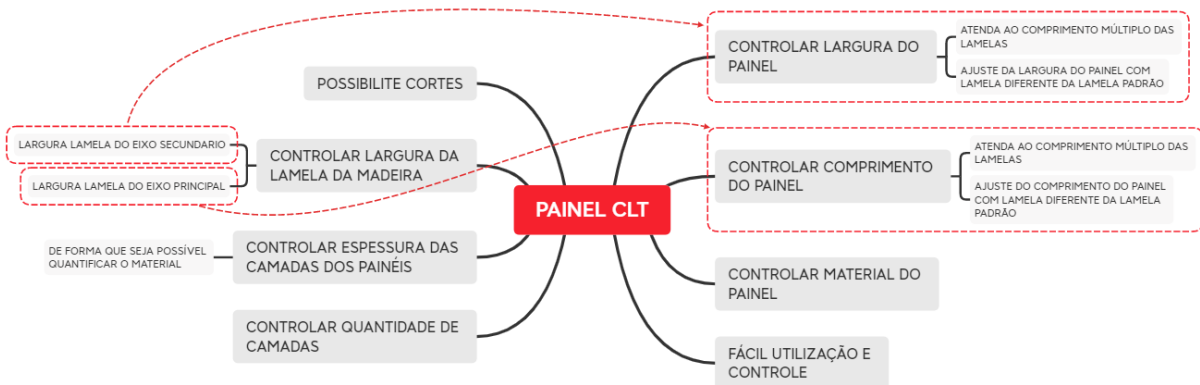 PAINEL CLT
POSSIBILITE CORTES
CONTROLAR LARGURA DA
LAMELA DA MADEIRA
LARGURA LAMELA DO EIXO SECUNDARIO
LARGURA LAMELA DO EIXO PRINCIPAL
CONTROLAR ESPESSURA DAS
CAMADAS DOS PAINÉIS
DE FORMA QUE SEJA POSSÍVEL
QUANTIFICAR O MATERIAL
CONTROLAR QUANTIDADE DE
CAMADAS
CONTROLAR LARGURA DO
PAINEL
ATENDA AO COMPRIMENTO MÚLTIPLO DAS
LAMELAS
AJUSTE DA LARGURA DO PAINEL COM
LAMELA DIFERENTE DA LAMELA PADRÃO
CONTROLAR COMPRIMENTO
DO PAINEL
ATENDA AO COMPRIMENTO MÚLTIPLO DAS
LAMELAS
AJUSTE DO COMPRIMENTO DO PAINEL
COM LAMELA DIFERENTE DA LAMELA
PADRÃO
CONTROLAR MATERIAL DO
PAINEL
FÁCIL UTILIZAÇÃO E
CONTROLE